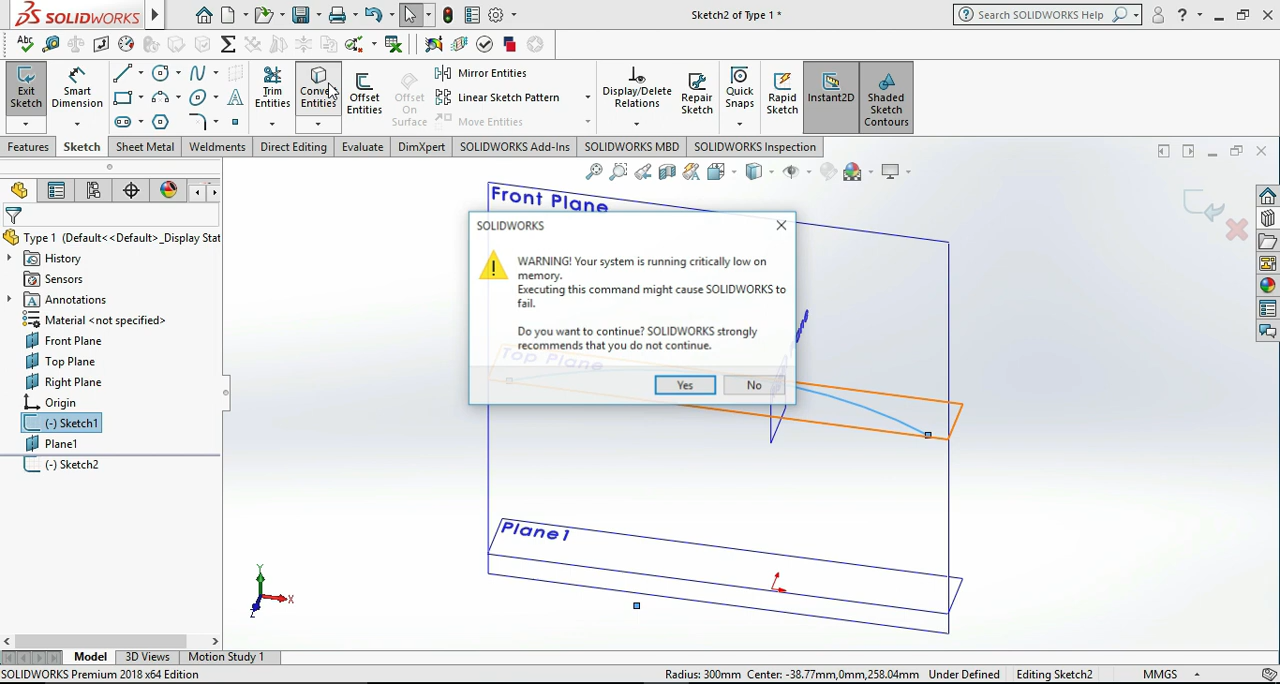 SOLIDWORKS
Sketch2 of Type 1 *
Search SOLIDWORKS Help
Exit Sketch
Smart Dimension
Trim Entities
Convert Entities
Offset Entities
Offset On Surface
Mirror Entities
Linear Sketch Pattern
Move Entities
Display/Delete Relations
Repair Sketch
Quick Snaps
Rapid Sketch
Instant2D
Shaded Sketch Contours
Features
Sketch
Sheet Metal
Weldments
Direct Editing
Evaluate
DimXpert
SOLIDWORKS Add-Ins
SOLIDWORKS MBD
SOLIDWORKS Inspection
Type 1 (Default<<Default>_Display Stat
History
Sensors
Annotations
Material <not specified>
Front Plane
Top Plane
Right Plane
Origin
(-) Sketch1
Plane1
(-) Sketch2
Front Plane
SOLIDWORKS
WARNING! Your system is running critically low on
memory.
Executing this command might cause SOLIDWORKS to
fail.
Do you want to continue? SOLIDWORKS strongly
recommends that you do not continue.
Top Plane
Yes
No
Plane1
Y
X
Z
Model
3D Views
Motion Study 1
SOLIDWORKS Premium 2018 x64 Edition
Radius: 300mm Center: -38.77mm,0mm,258.04mm
Under Defined
Editing Sketch2
MMGS